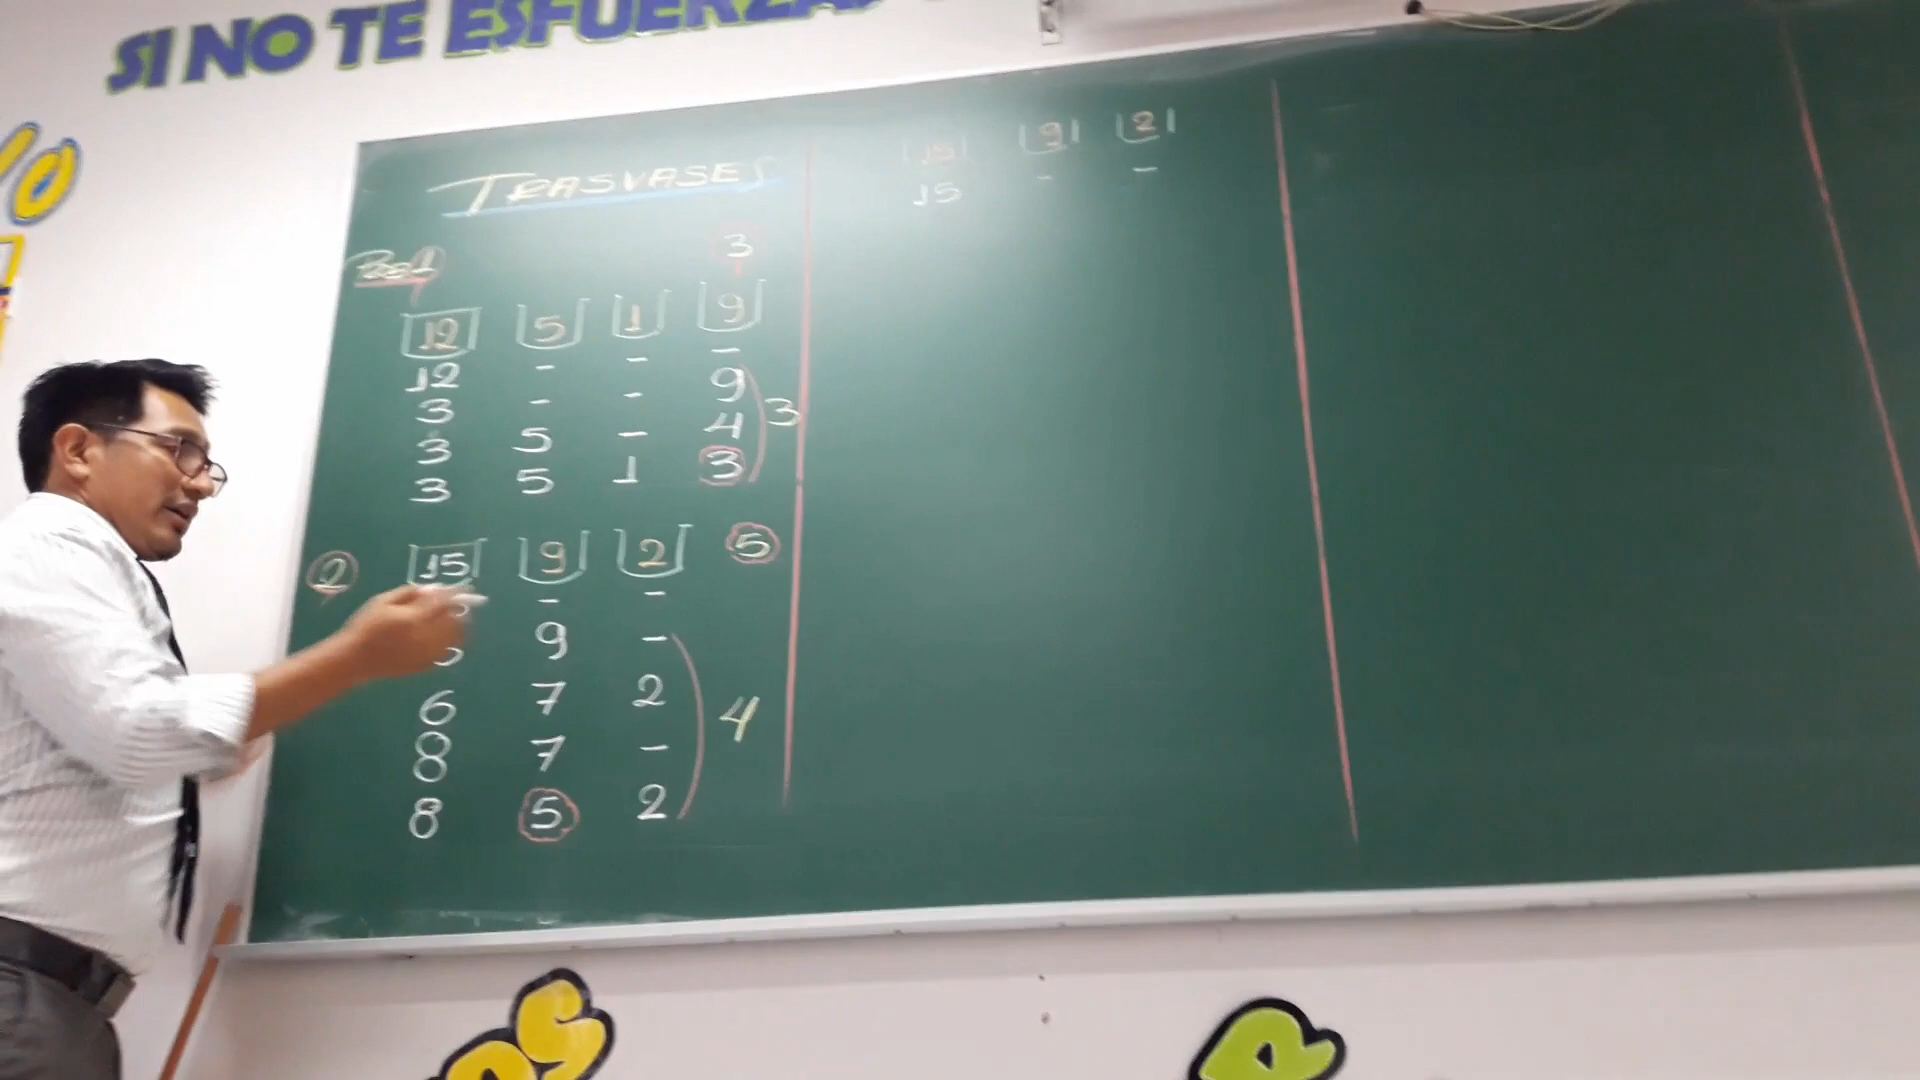 SI NO TE ESFUERZAS
TRASVASES
3
12 5 1 9
12 - - -
3 - - 9
3 5 - 4
3 5 1 3
3
2
15 9 2 5
- -
9 -
6 7 2
8 7 -
8 5 2
4
15 9 2
15 - -